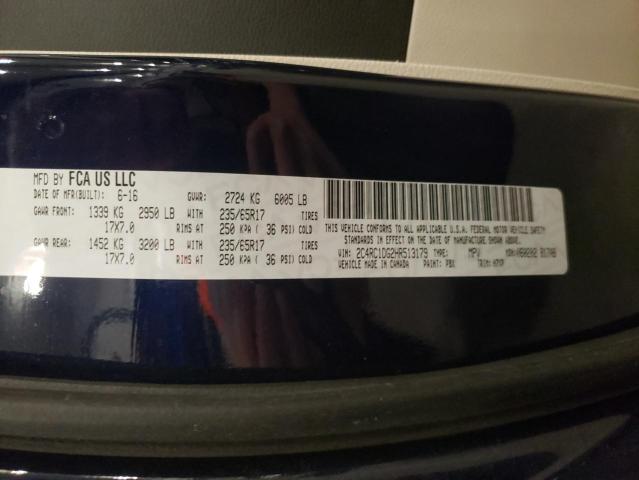 MFD BY FCA US LLC
DATE OF MFR(BUILT): 6-16 GVWR: 2724 KG 6005 LB
GAWR FRONT: 1339 KG 2950 LB WITH 235/65R17 TIRES
17X7.0 RIMS AT 250 KPA ( 36 PSI) COLD
GAWR REAR: 1452 KG 3200 LB WITH 235/65R17 TIRES
17X7.0 RIMS AT 250 KPA ( 36 PSI) COLD
THIS VEHICLE CONFORMS TO ALL APPLICABLE U.S.A. FEDERAL MOTOR VEHICLE SAFETY
STANDARDS IN EFFECT ON THE DATE OF MANUFACTURE SHOWN ABOVE.
VIN: 2C4RC1DG2HR513179 TYPE: MPV MDH:
VEHICLE MADE IN CANADA PAINT: PBX TRIM: